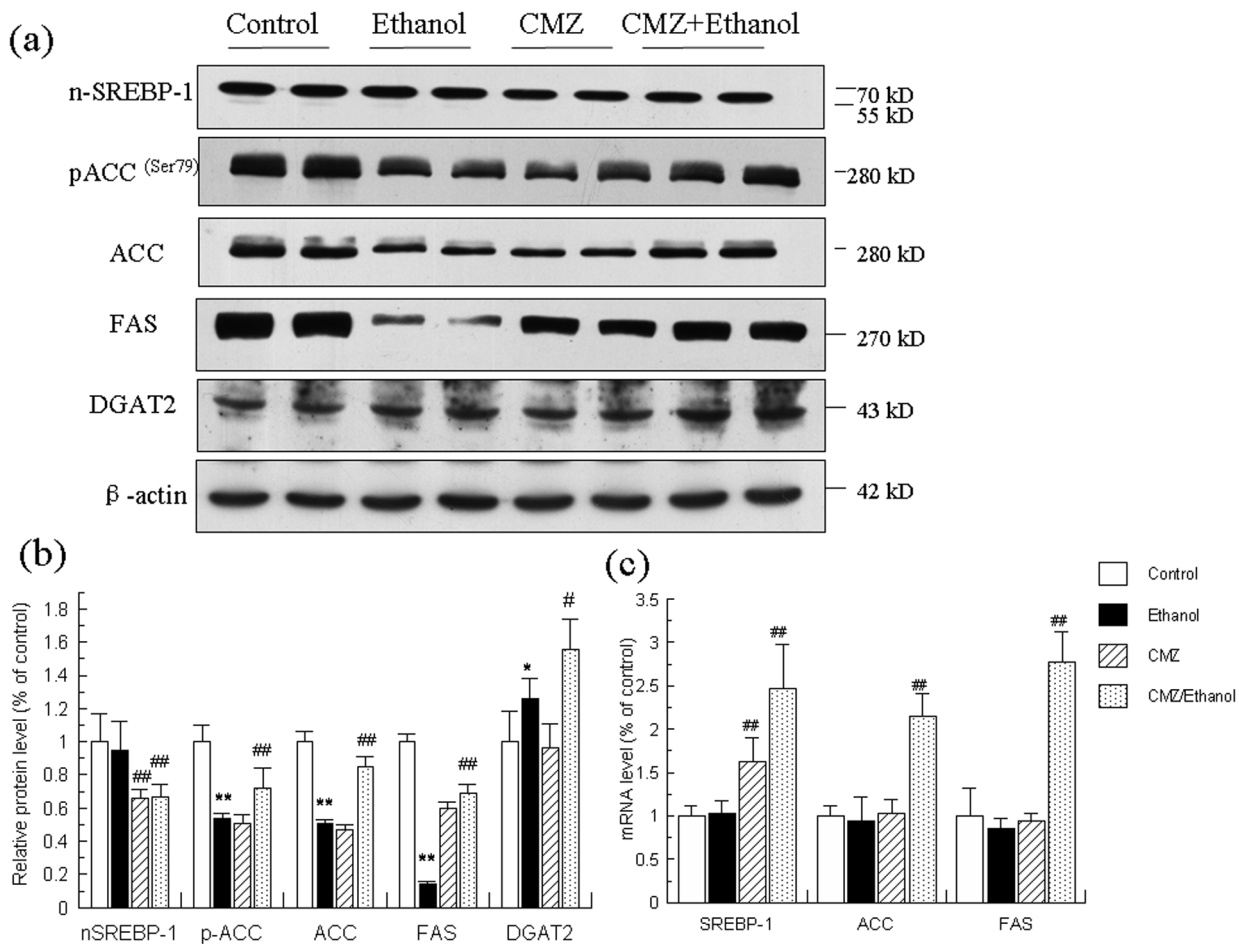 (a)
Control Ethanol CMZ CMZ+Ethanol
n-SREBP-1
70 kD
55 kD
pACC (Ser79)
280 kD
ACC
280 kD
FAS
270 kD
DGAT2
43 kD
β-actin
42 kD
(b)
Relative protein level (% of control)
1.8
1.6
1.4
1.2
1
0.8
0.6
0.4
0.2
0
## ##
** ##
** ##
** ##
* #
nSREBP-1 p-ACC ACC FAS DGAT2
(c)
mRNA level (% of control)
3.5
3
2.5
2
1.5
1
0.5
0
## ##
##
##
SREBP-1 ACC FAS
Control
Ethanol
CMZ
CMZ/Ethanol